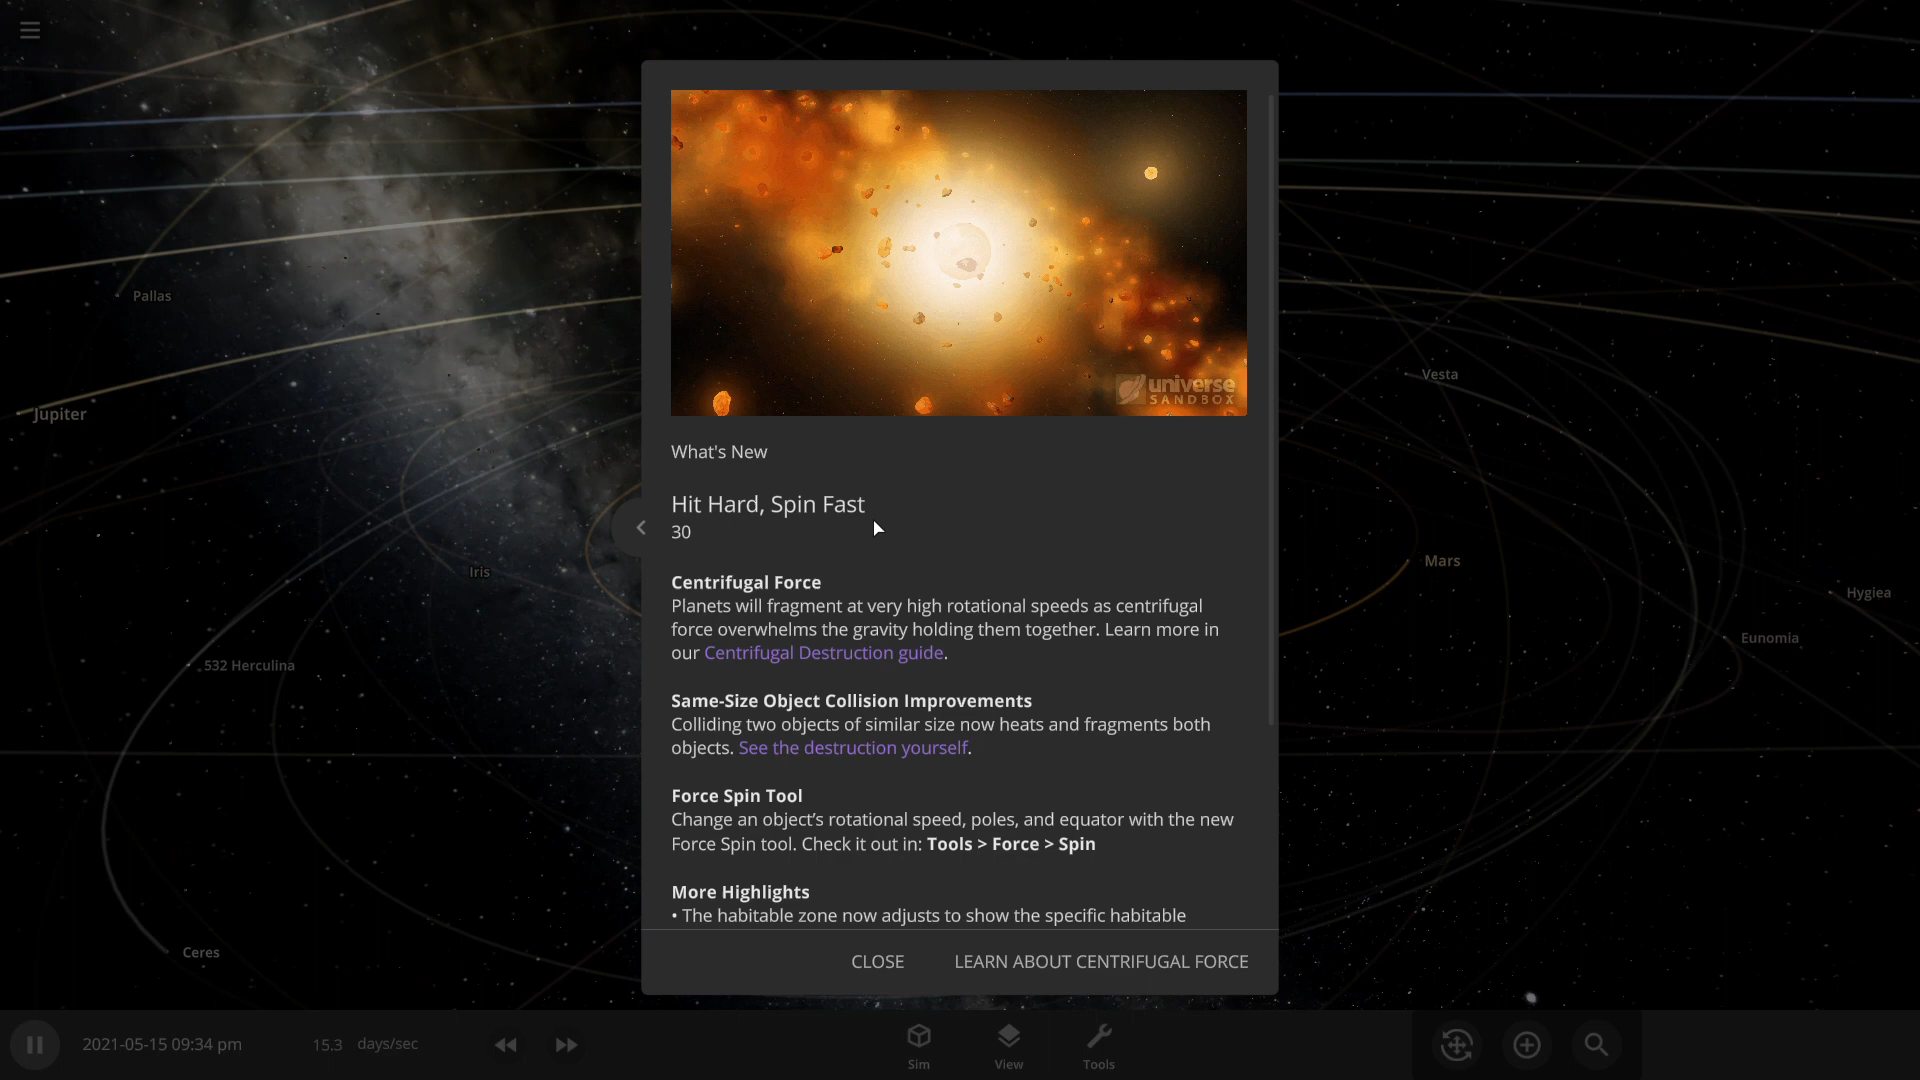 universe
SANDBOX
What's New
Hit Hard, Spin Fast
30
Centrifugal Force
Planets will fragment at very high rotational speeds as centrifugal
force overwhelms the gravity holding them together. Learn more in
our Centrifugal Destruction guide.
Same-Size Object Collision Improvements
Colliding two objects of similar size now heats and fragments both
objects. See the destruction yourself.
Force Spin Tool
Change an object’s rotational speed, poles, and equator with the new
Force Spin tool. Check it out in: Tools > Force > Spin
More Highlights
• The habitable zone now adjusts to show the specific habitable
CLOSE
LEARN ABOUT CENTRIFUGAL FORCE
Pallas
Jupiter
Iris
532 Herculina
Ceres
Vesta
Mars
Hygiea
Eunomia
2021-05-15 09:34 pm
15.3 days/sec
Sim
View
Tools